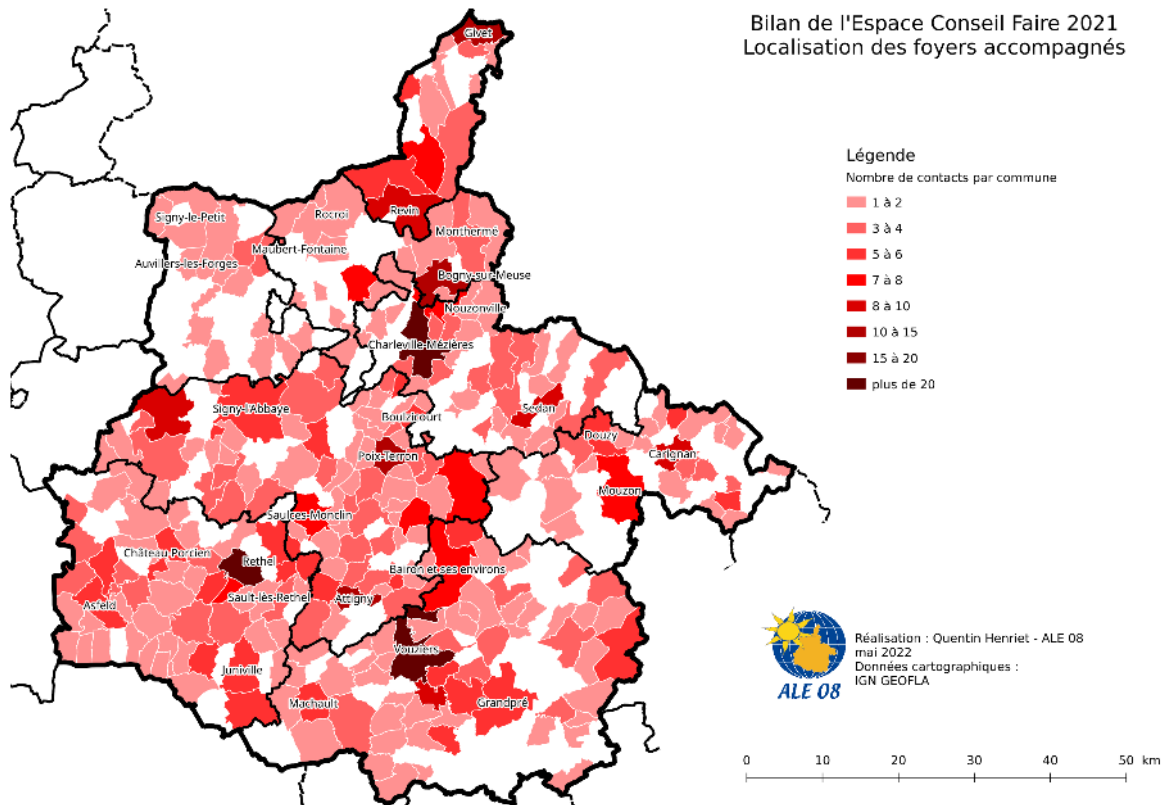 Bilan de l'Espace Conseil Faire 2021
Localisation des foyers accompagnés
Givet
Légende
Nombre de contacts par commune
1 à 2
3 à 4
5 à 6
7 à 8
8 à 10
10 à 15
15 à 20
plus de 20
Signy-le-Petit
Rocroi
Revin
Monthermé
Maubert-Fontaine
Auvillers-les-Forges
Bogny-sur-Meuse
Nouzonville
Charleville-Mézières
Signy-l'Abbaye
Boulzicourt
Sedan
Douzy
Carignan
Poix-Terron
Mouzon
Saulces-Monclin
Château-Porcien
Rethel
Bairon et ses environs
Asfeld
Sault-lès-Rethel
Attigny
Vouziers
Juniville
Machault
Grandpré
ALE 08
Réalisation : Quentin Henriet - ALE 08
mai 2022
Données cartographiques :
IGN GEOFLA
0 10 20 30 40 50 km